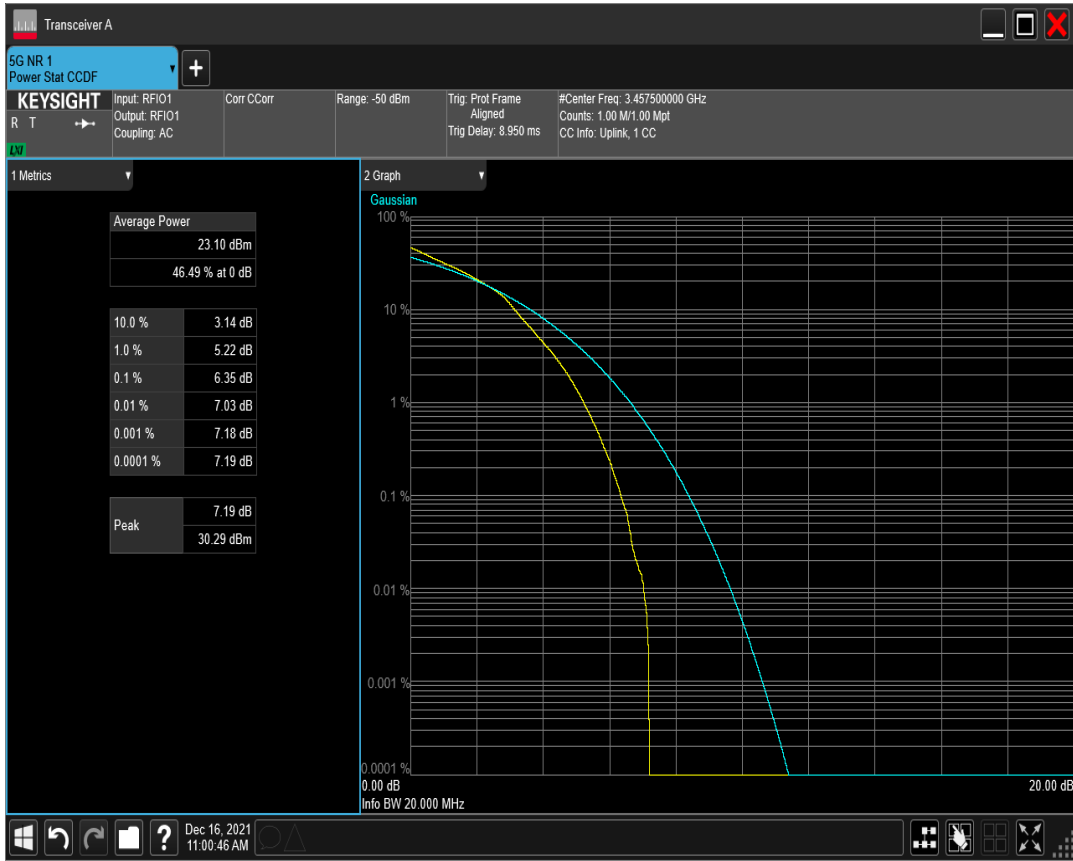 Transceiver A
5G NR 1
Power Stat CCDF
KEYSIGHT
R T
LXI
Input: RFIO1
Output: RFIO1
Coupling: AC
Corr CCorr
Range: -50 dBm
Trig: Prot Frame
Aligned
Trig Delay: 8.950 ms
#Center Freq: 3.457500000 GHz
Counts: 1.00 M/1.00 Mpt
CC Info: Uplink, 1 CC
1 Metrics
Average Power
23.10 dBm
46.49 % at 0 dB
10.0 % 3.14 dB
1.0 % 5.22 dB
0.1 % 6.35 dB
0.01 % 7.03 dB
0.001 % 7.18 dB
0.0001 % 7.19 dB
Peak 7.19 dB
30.29 dBm
2 Graph
Gaussian
100 %
10 %
1 %
0.1 %
0.01 %
0.001 %
0.0001 %
0.00 dB 20.00 dB
Info BW 20.000 MHz
? Dec 16, 2021
11:00:46 AM